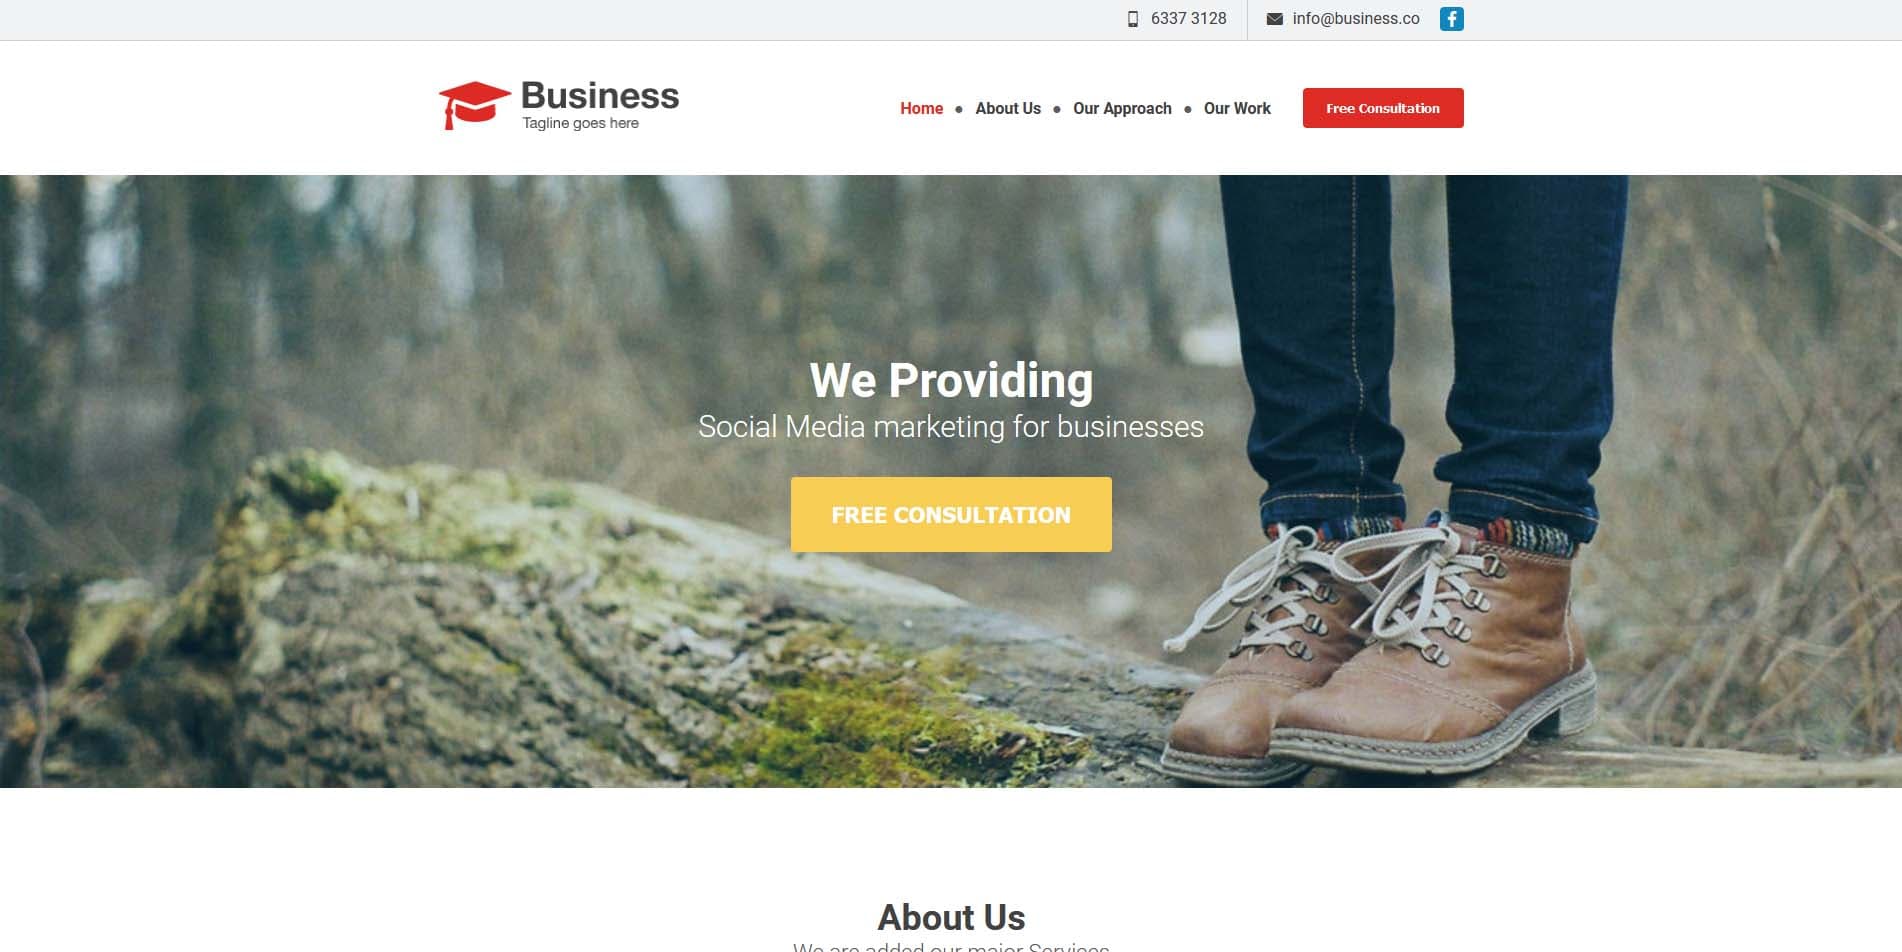 6337 3128
info@business.co
Business
Tagline goes here
Home
About Us
Our Approach
Our Work
Free Consultation
We Providing
Social Media marketing for businesses
FREE CONSULTATION
About Us
We are added our major Services